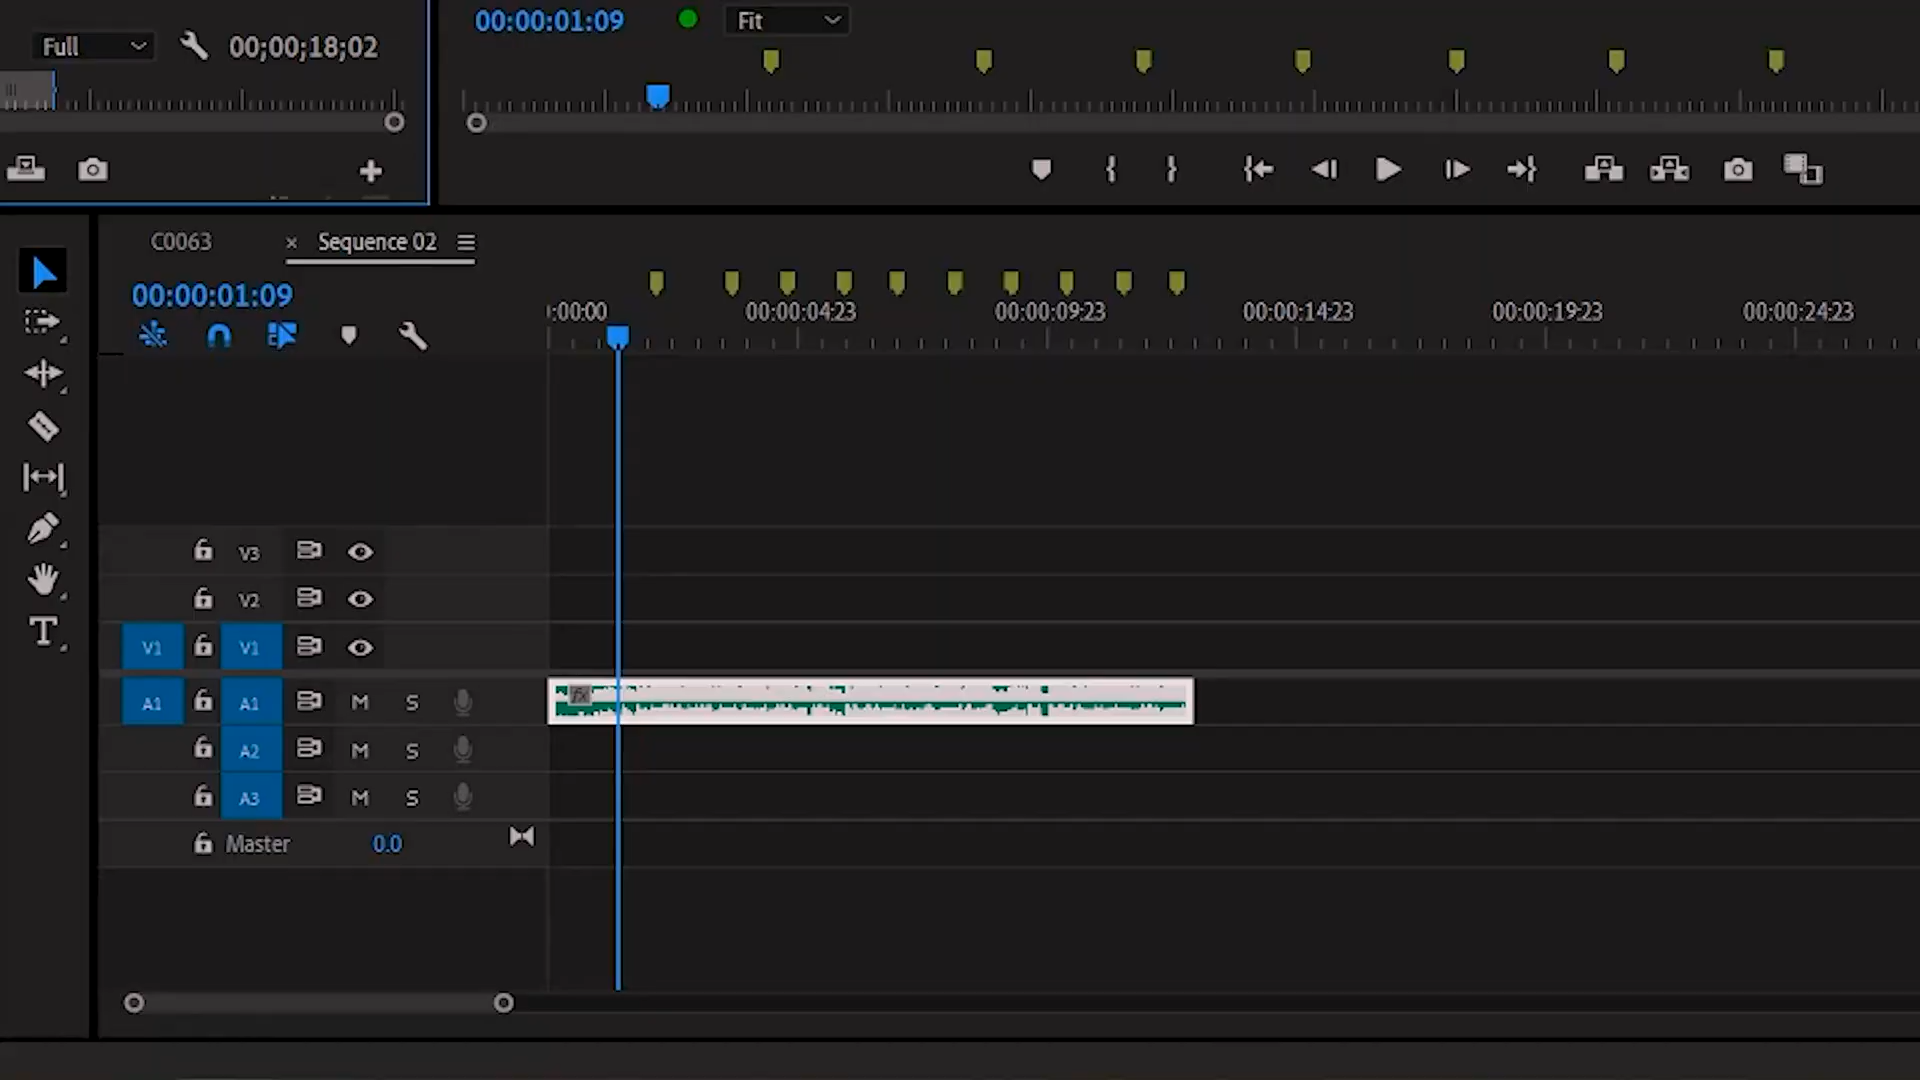 00:00:01:09
Fit
Full
00;00;18;02
C0063
× Sequence 02
00:00:01:09
:00:00
00:00:04:23
00:00:09:23
00:00:14:23
00:00:19:23
00:00:24:23
V3
V2
V1 V1
A1 A1 M S
fx
A2 M S
A3 M S
Master 0.0